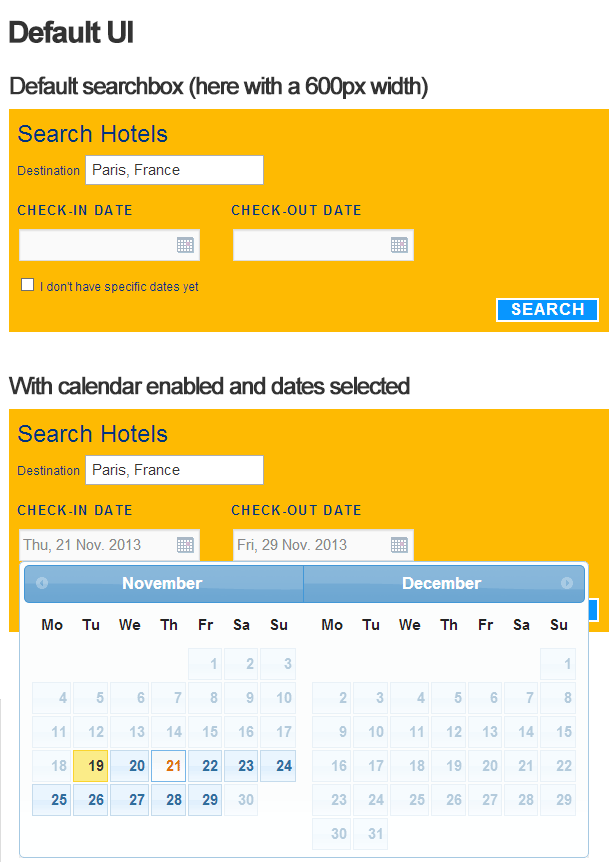 Default UI
Default searchbox (here with a 600px width)
Search Hotels
Destination Paris, France
CHECK-IN DATE CHECK-OUT DATE
I don't have specific dates yet
SEARCH
With calendar enabled and dates selected
Search Hotels
Destination Paris, France
CHECK-IN DATE CHECK-OUT DATE
Thu, 21 Nov. 2013 Fri, 29 Nov. 2013
November December
Mo Tu We Th Fr Sa Su Mo Tu We Th Fr Sa Su
1 2 3 1
4 5 6 7 8 9 10 2 3 4 5 6 7 8
11 12 13 14 15 16 17 9 10 11 12 13 14 15
18 19 20 21 22 23 24 16 17 18 19 20 21 22
25 26 27 28 29 30 23 24 25 26 27 28 29
30 31